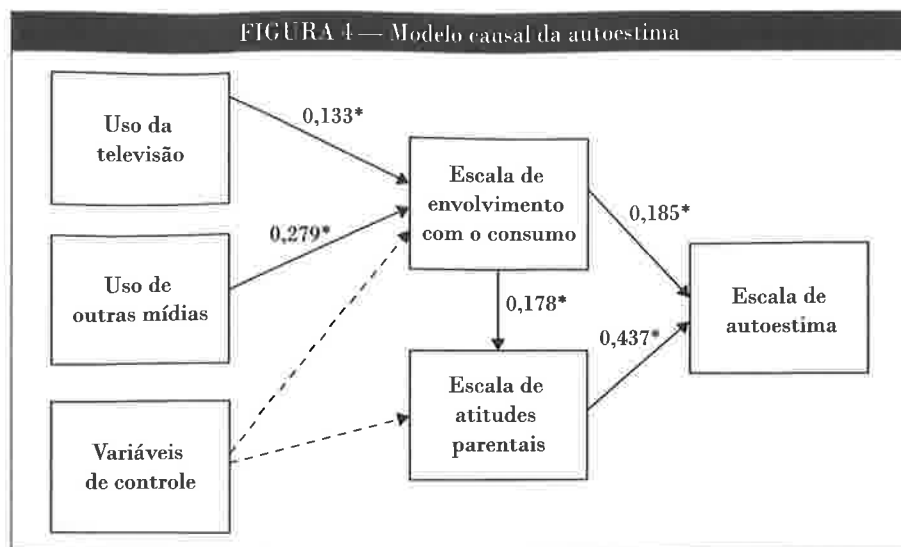 FIGURA 4 — Modelo causal da autoestima
Uso da
televisão
0,133*
Escala de
envolvimento
com o consumo
0,185*
0,279*
Uso de
outras mídias
Escala de
autoestima
0,178*
0,437*
Escala de
atitudes
parentais
Variáveis
de controle